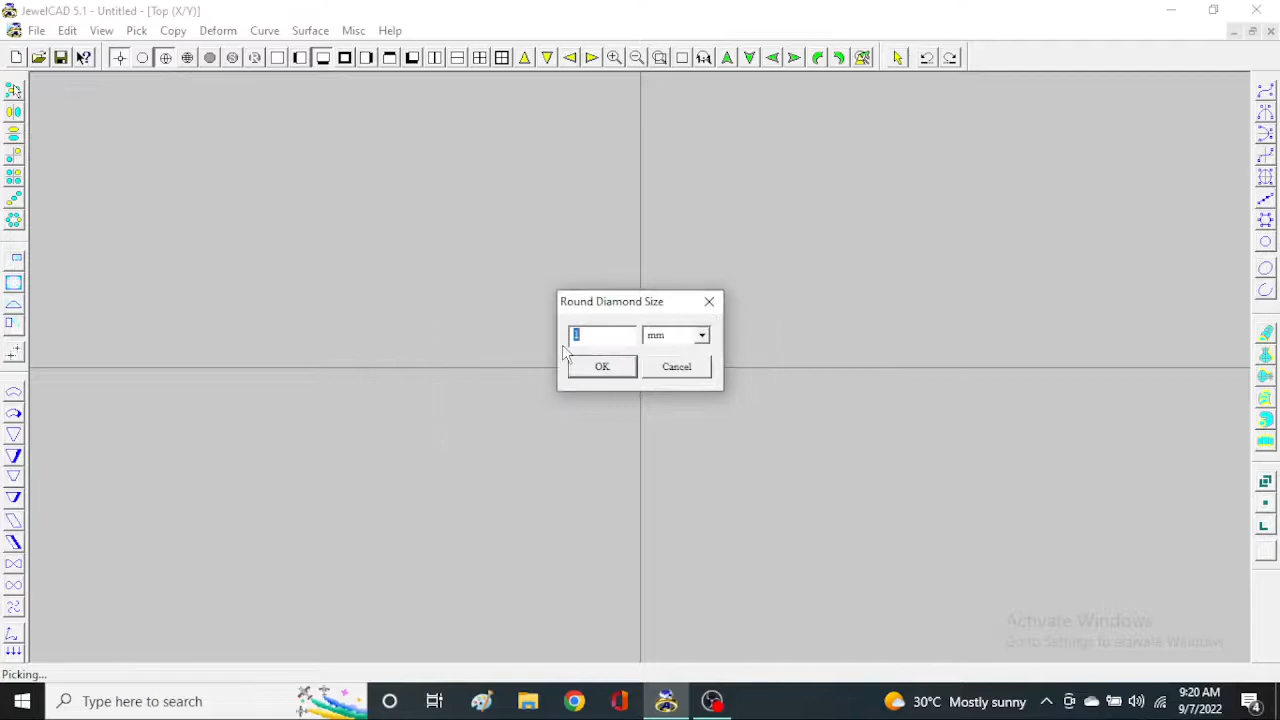 JewelCAD 5.1 - Untitled - [Top (X/Y)]
File Edit View Pick Copy Deform Curve Surface Misc Help
Round Diamond Size
1 mm
OK Cancel
Activate Windows
Go to Settings to activate Windows.
Picking...
Type here to search
30°C Mostly sunny
9:20 AM
9/7/2022
4